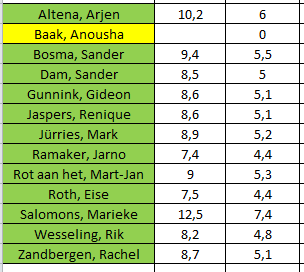 Altena, Arjen 10,2 6
Baak, Anousha 0
Bosma, Sander 9,4 5,5
Dam, Sander 8,5 5
Gunnink, Gideon 8,6 5,1
Jaspers, Renique 8,6 5,1
Jürries, Mark 8,9 5,2
Ramaker, Jarno 7,4 4,4
Rot aan het, Mart-Jan 9 5,3
Roth, Eise 7,5 4,4
Salomons, Marieke 12,5 7,4
Wesseling, Rik 8,2 4,8
Zandbergen, Rachel 8,7 5,1